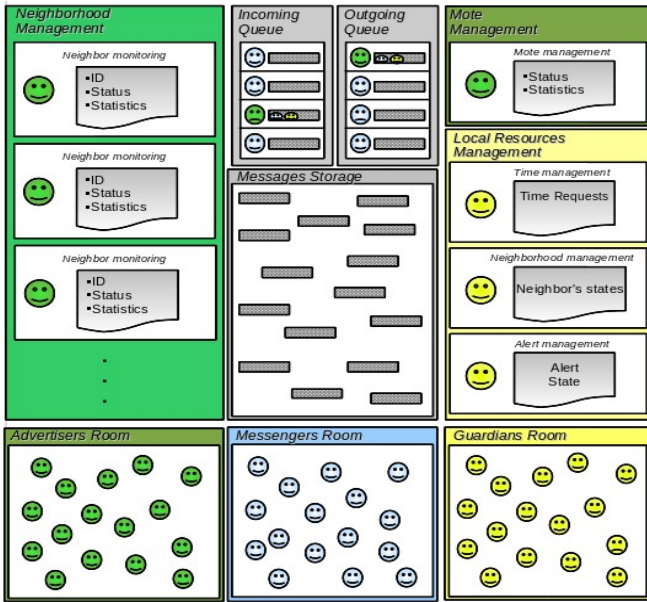 Neighborhood
Management
Neighbor monitoring
▪ID
▪Status
▪Statistics
Neighbor monitoring
▪ID
▪Status
▪Statistics
Neighbor monitoring
▪ID
▪Status
▪Statistics
.
.
.
Incoming
Queue
Outgoing
Queue
Messages Storage
Mote
Management
Mote management
▪Status
▪Statistics
Local Resources
Management
Time management
Time Requests
Neighborhood management
Neighbor's states
Alert management
Alert
State
Advertisers Room
Messengers Room
Guardians Room